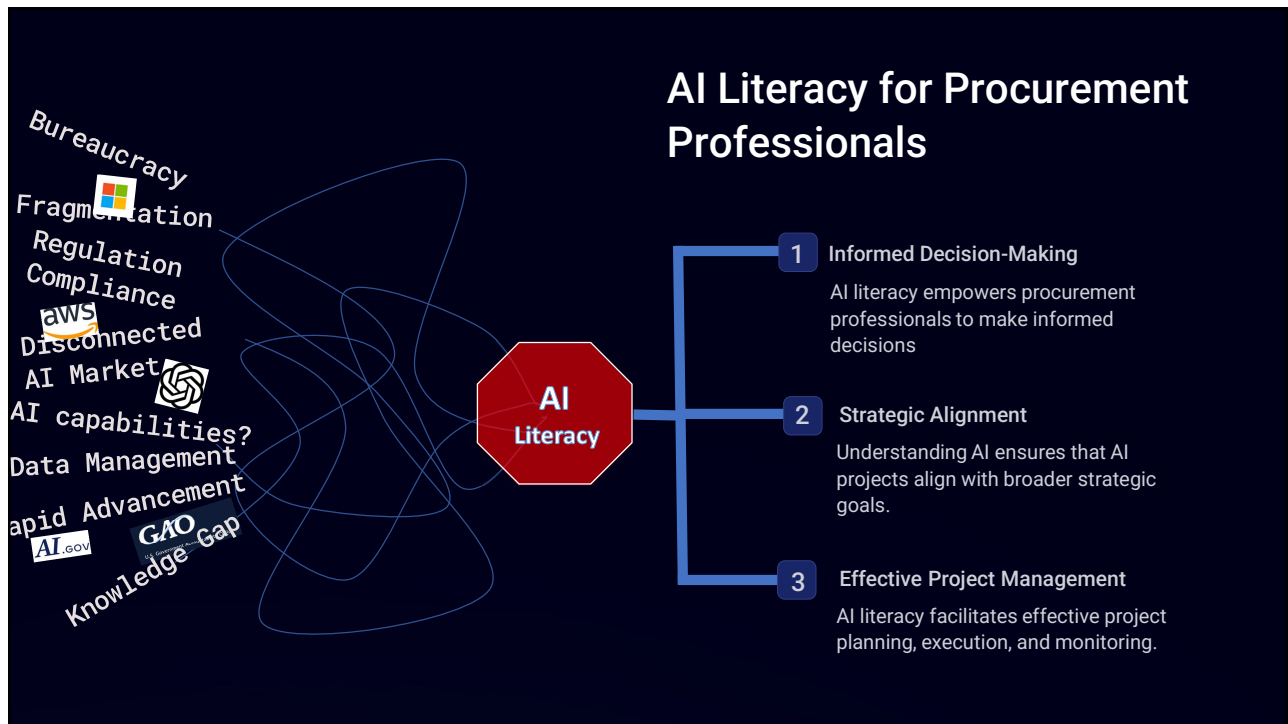 AI Literacy for Procurement
Professionals
Bureaucracy
Fragmentation
Regulation
Compliance
aws
Disconnected
AI Market
AI capabilities?
Data Management
apid Advancement
AI.GOV
GAO
Knowledge Gap
AI
Literacy
1
Informed Decision-Making
AI literacy empowers procurement
professionals to make informed
decisions
2
Strategic Alignment
Understanding AI ensures that AI
projects align with broader strategic
goals.
3
Effective Project Management
AI literacy facilitates effective project
planning, execution, and monitoring.